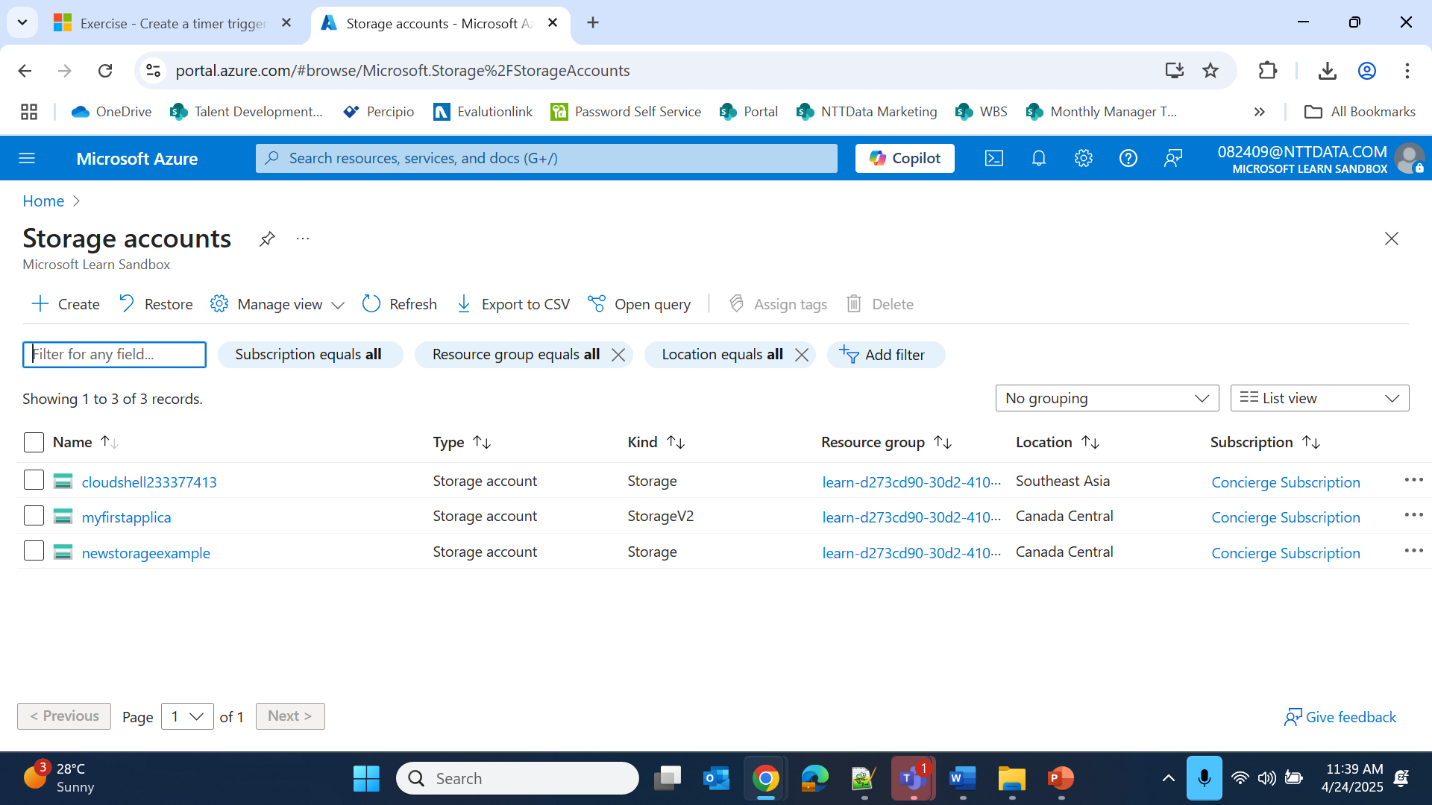 Exercise - Create a timer trigger
Storage accounts - Microsoft Az
portal.azure.com/#browse/Microsoft.Storage%2FStorageAccounts
OneDrive
Talent Development...
Percipio
Evalutionlink
Password Self Service
Portal
NTTData Marketing
WBS
Monthly Manager T...
All Bookmarks
Microsoft Azure
Search resources, services, and docs (G+/)
Copilot
082409@NTTDATA.COM
MICROSOFT LEARN SANDBOX
Home
Storage accounts
Microsoft Learn Sandbox
Create
Restore
Manage view
Refresh
Export to CSV
Open query
Assign tags
Delete
Filter for any field...
Subscription equals all
Resource group equals all
Location equals all
Add filter
Showing 1 to 3 of 3 records.
No grouping
List view
Name Type Kind Resource group Location Subscription
cloudshell233377413 Storage account Storage learn-d273cd90-30d2-410... Southeast Asia Concierge Subscription
myfirstapplica Storage account StorageV2 learn-d273cd90-30d2-410... Canada Central Concierge Subscription
newstorageexample Storage account Storage learn-d273cd90-30d2-410... Canada Central Concierge Subscription
< Previous Page 1 of 1 Next >
Give feedback
3
28°C
Sunny
Search
1
11:39 AM
4/24/2025